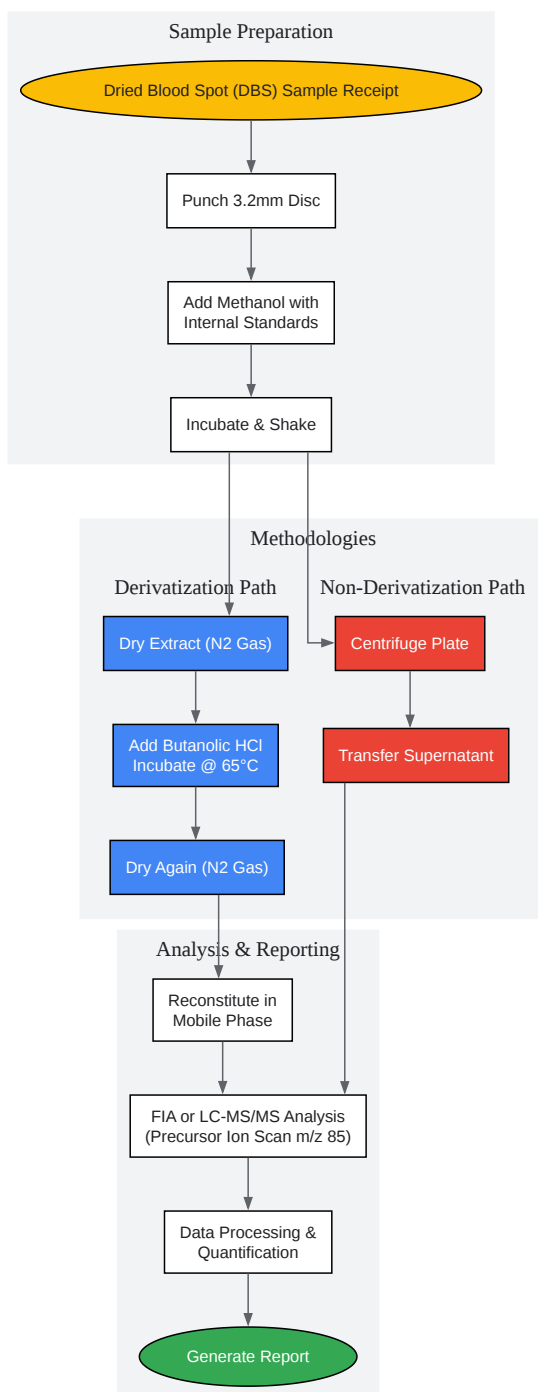 Sample Preparation
Dried Blood Spot (DBS) Sample Receipt
Punch 3.2mm Disc
Add Methanol with
Internal Standards
Incubate & Shake
Methodologies
Derivatization Path
Non-Derivatization Path
Dry Extract (N2 Gas)
Centrifuge Plate
Add Butanolic HCl
Incubate @ 65°C
Transfer Supernatant
Dry Again (N2 Gas)
Analysis & Reporting
Reconstitute in
Mobile Phase
FIA or LC-MS/MS Analysis
(Precursor Ion Scan m/z 85)
Data Processing &
Quantification
Generate Report